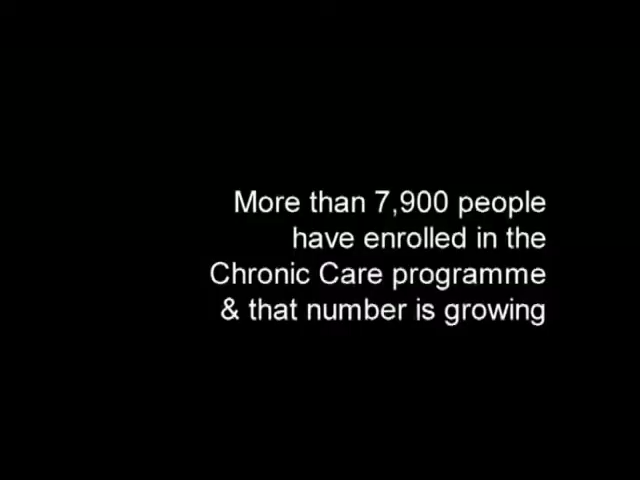 More than 7,900 people
have enrolled in the
Chronic Care programme
& that number is growing